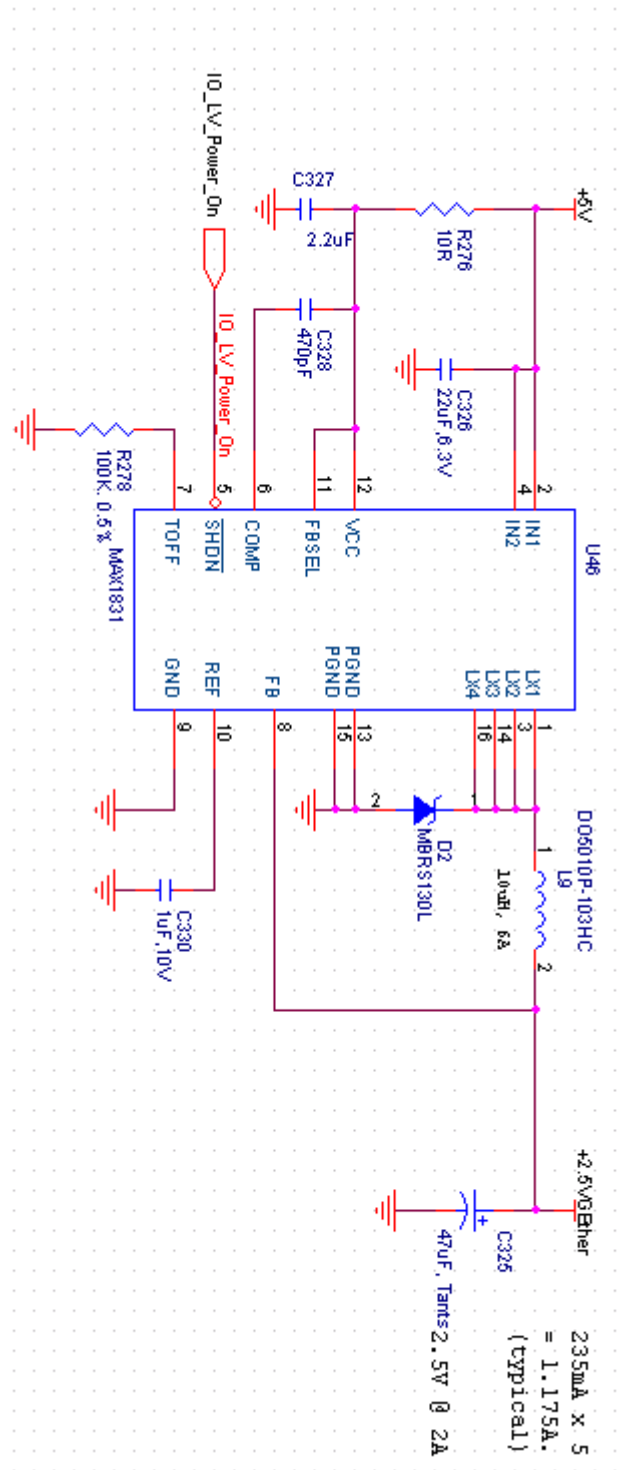 U46
+5V
R276
10R
C327
2.2uF
C328
470pF
C326
22uF,6.3V
IO_LV_Power_On
IO_LV_Power_On
R278
100K, 0.5%
MAX1831
2
4
12
11
6
5
7
IN1
IN2
VCC
FBSEL
COMP
SHDN
TOFF
LX1
LX2
LX3
LX4
PGND
PGND
FB
REF
GND
1
3
14
16
13
15
8
10
9
D2
MBRS130L
1
2
DO5010P-103HC
L9
1
2
10uH, 6A
C330
1uF,10V
+2.5VGEther
C325
47uF, Tants
235mA x 5
= 1.175A.
(typical)
2.5V @ 2A